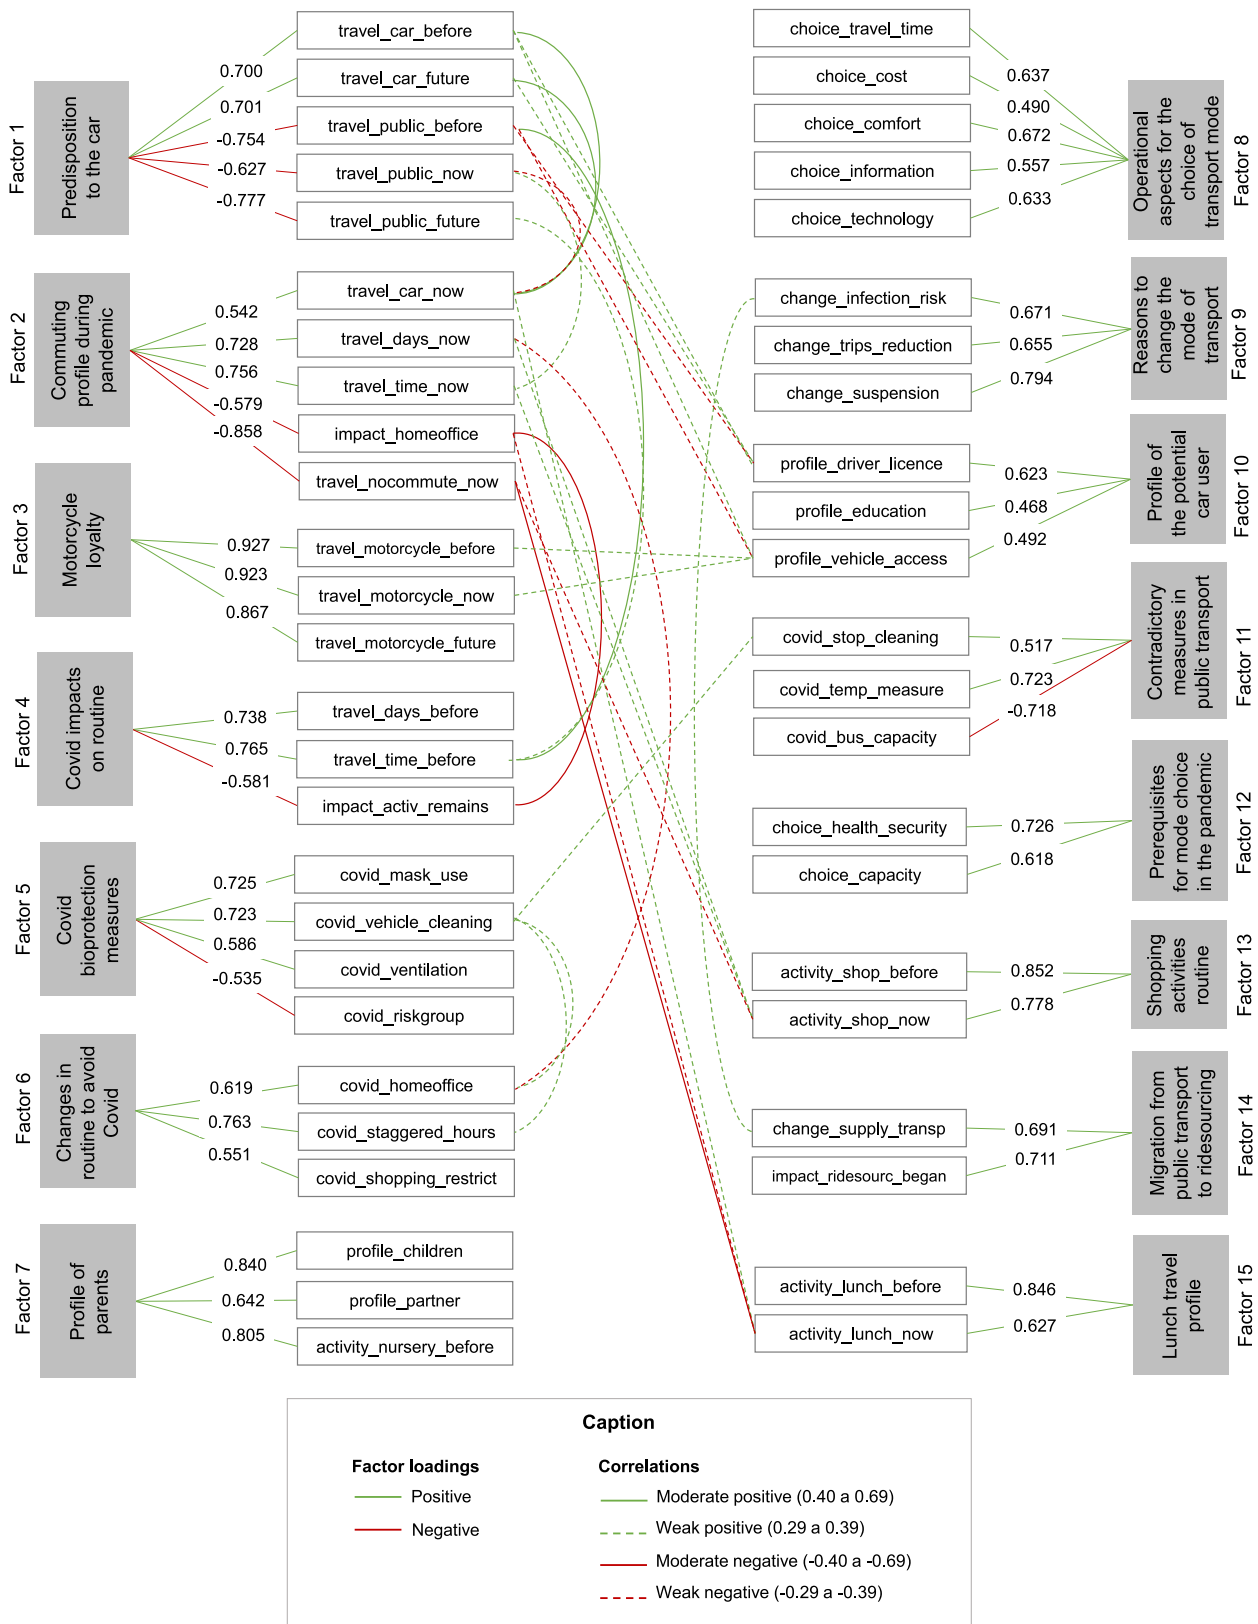 Factor 1
Predisposition
to the car
0.700
0.701
-0.754
-0.627
-0.777
travel_car_before
travel_car_future
travel_public_before
travel_public_now
travel_public_future
Factor 2
Commuting
profile during
pandemic
0.542
0.728
0.756
-0.579
-0.858
travel_car_now
travel_days_now
travel_time_now
impact_homeoffice
travel_nocommute_now
Factor 3
Motorcycle
loyalty
0.927
0.923
0.867
travel_motorcycle_before
travel_motorcycle_now
travel_motorcycle_future
Factor 4
Covid impacts
on routine
0.738
0.765
-0.581
travel_days_before
travel_time_before
impact_activ_remains
Factor 5
Covid
bioprotection
measures
0.725
0.723
0.586
-0.535
covid_mask_use
covid_vehicle_cleaning
covid_ventilation
covid_riskgroup
Factor 6
Changes in
routine to avoid
Covid
0.619
0.763
0.551
covid_homeoffice
covid_staggered_hours
covid_shopping_restrict
Factor 7
Profile of
parents
0.840
0.642
0.805
profile_children
profile_partner
activity_nursery_before
choice_travel_time
choice_cost
choice_comfort
choice_information
choice_technology
0.637
0.490
0.672
0.557
0.633
Operational
aspects for the
choice of
transport mode
Factor 8
change_infection_risk
change_trips_reduction
change_suspension
0.671
0.655
0.794
Reasons to
change the
mode of
transport
Factor 9
profile_driver_licence
profile_education
profile_vehicle_access
0.623
0.468
0.492
Profile of
the potential
car user
Factor 10
covid_stop_cleaning
covid_temp_measure
covid_bus_capacity
0.517
0.723
-0.718
Contradictory
measures in
public transport
Factor 11
choice_health_security
choice_capacity
0.726
0.618
Prerequisites
for mode choice
in the pandemic
Factor 12
activity_shop_before
activity_shop_now
0.852
0.778
Shopping
activities
routine
Factor 13
change_supply_transp
impact_ridesourc_began
0.691
0.711
Migration from
public transport
to ridesourcing
Factor 14
activity_lunch_before
activity_lunch_now
0.846
0.627
Lunch travel
profile
Factor 15
Caption
Factor loadings
Positive
Negative
Correlations
Moderate positive (0.40 a 0.69)
Weak positive (0.29 a 0.39)
Moderate negative (-0.40 a -0.69)
Weak negative (-0.29 a -0.39)